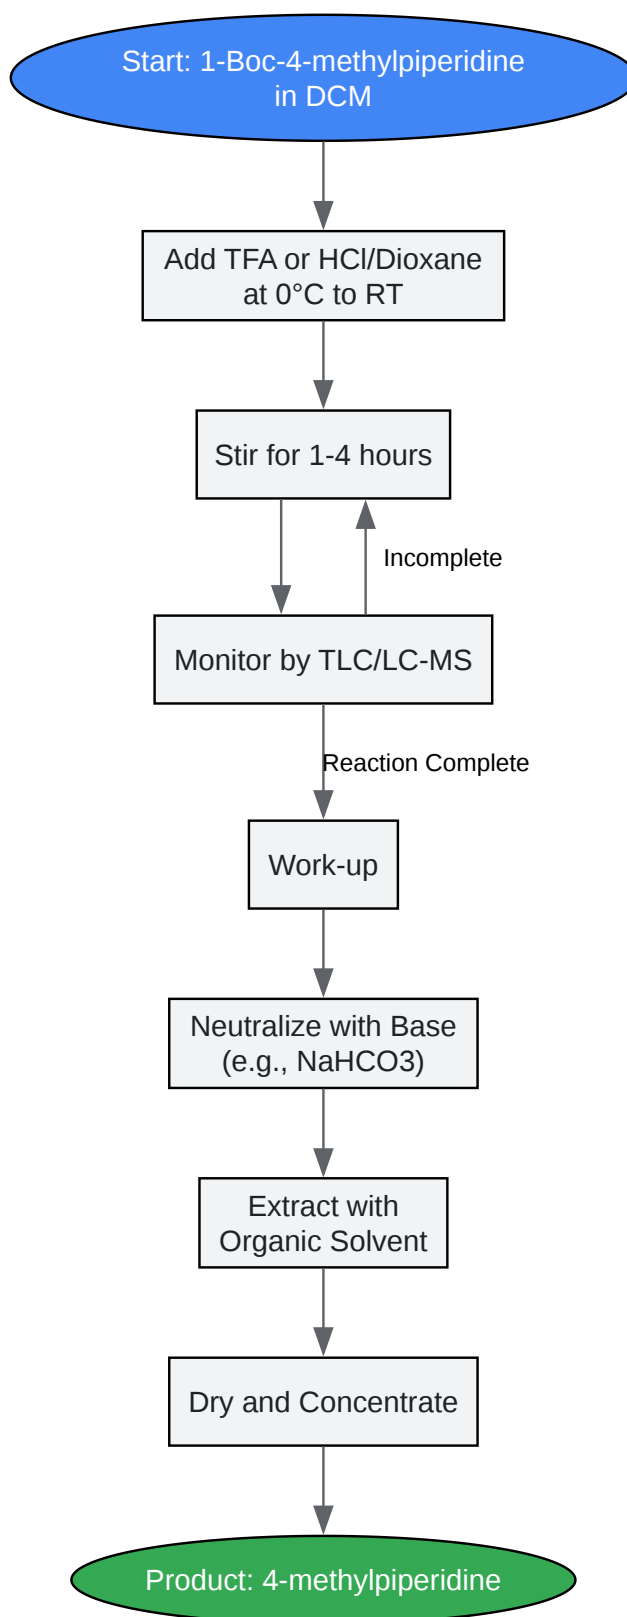 Start: 1-Boc-4-methylpiperidine
in DCM
Add TFA or HCl/Dioxane
at 0°C to RT
Stir for 1-4 hours
Incomplete
Monitor by TLC/LC-MS
Reaction Complete
Work-up
Neutralize with Base
(e.g., NaHCO3)
Extract with
Organic Solvent
Dry and Concentrate
Product: 4-methylpiperidine